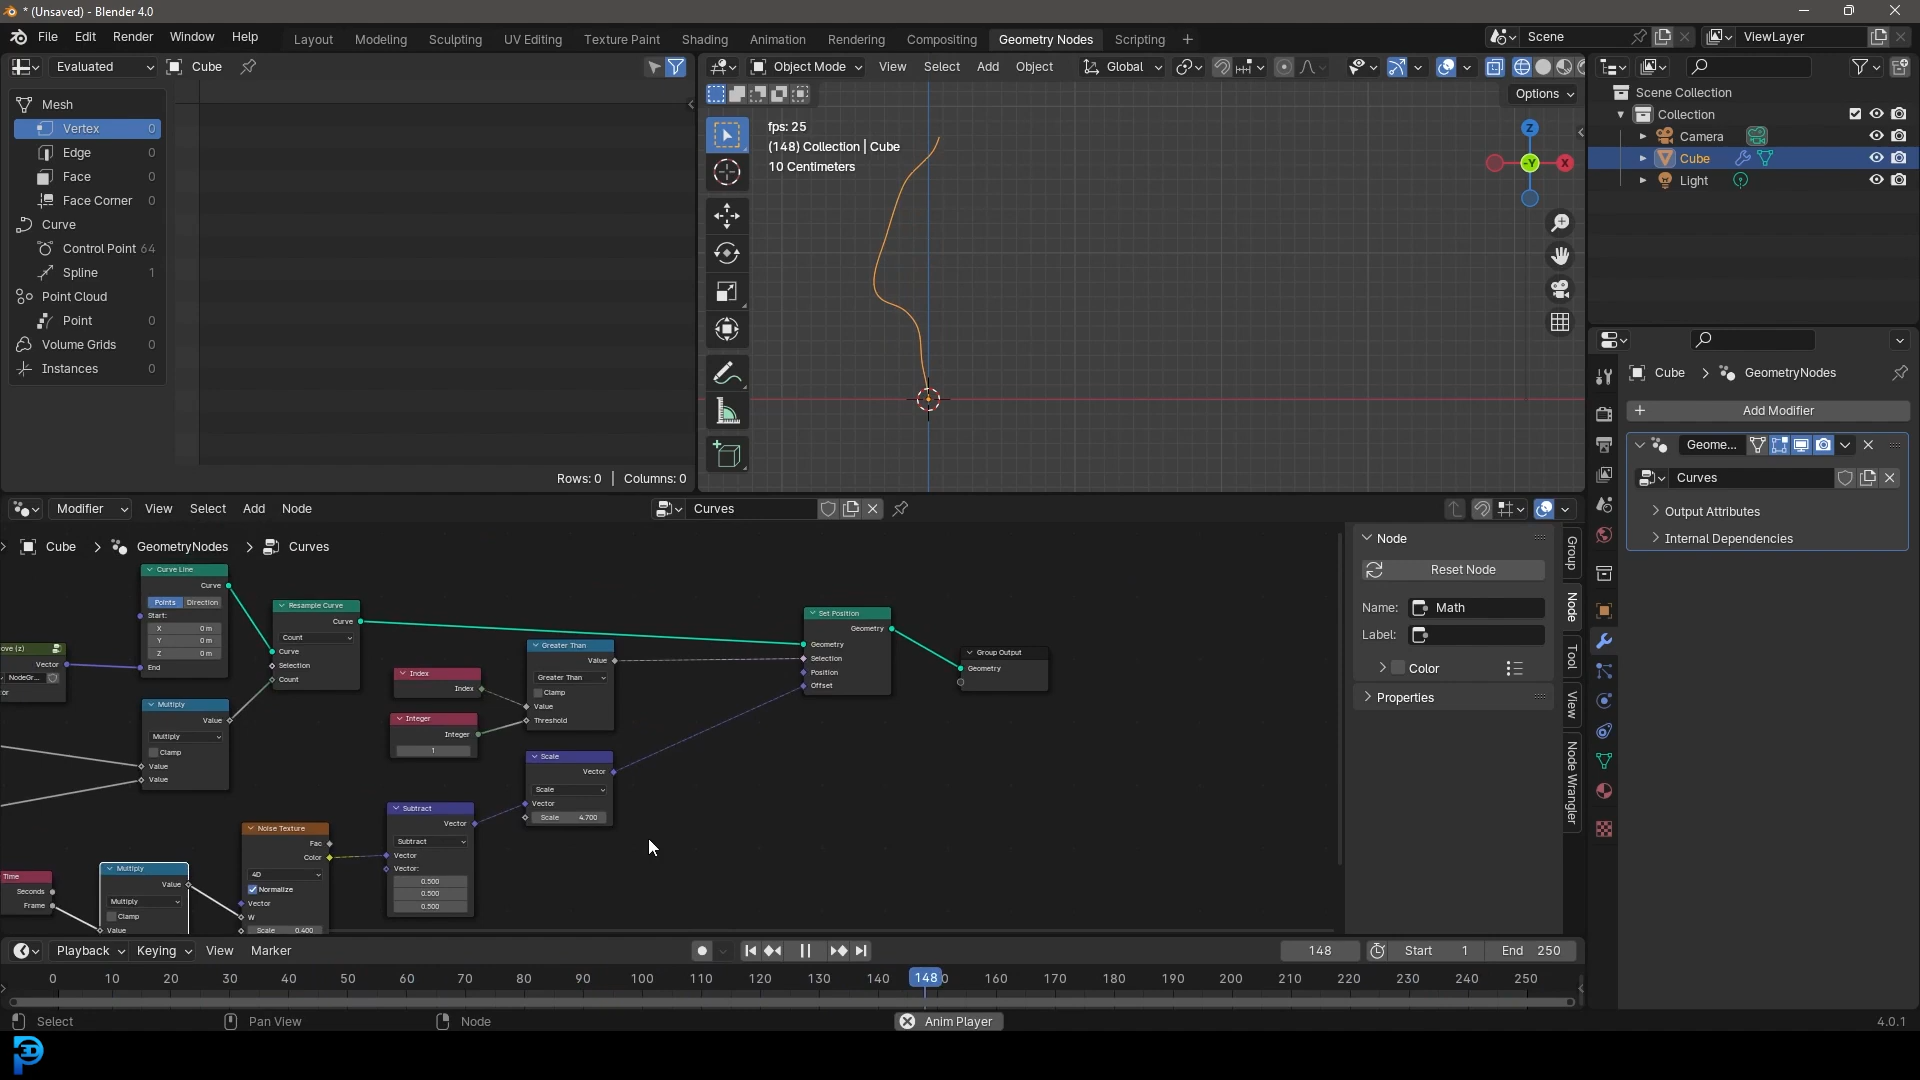 * (Unsaved) - Blender 4.0
File Edit Render Window Help
Layout Modeling Sculpting UV Editing Texture Paint Shading Animation Rendering Compositing Geometry Nodes Scripting +
Scene
ViewLayer
Evaluated Cube
Object Mode View Select Add Object Global
Options
Mesh
Vertex 0
Edge 0
Face 0
Face Corner 0
Curve
Control Point 64
Spline 1
Point Cloud
Point 0
Volume Grids 0
Instances 0
Rows: 0 | Columns: 0
fps: 25
(148) Collection | Cube
10 Centimeters
Z
-Y
X
Scene Collection
Collection
Camera
Cube
Light
Cube > GeometryNodes
Add Modifier
Geome...
Curves
Output Attributes
Internal Dependencies
Modifier View Select Add Node
Curves
Cube > GeometryNodes > Curves
ove (z)
Vector
NodeGr...
Curve Line
Curve
Points Direction
Start:
X 0 m
Y 0 m
Z 0 m
End
Resample Curve
Curve
Count
Curve
Selection
Count
Multiply
Value
Multiply
Clamp
Value
Value
Index
Index
Integer
Integer
1
Greater Than
Value
Greater Than
Clamp
Value
Threshold
Scale
Vector
Scale
Vector
Scale 4.700
Set Position
Geometry
Geometry
Selection
Position
Offset
Group Output
Geometry
Subtract
Vector
Subtract
Vector
Vector:
0.500
0.500
0.500
Noise Texture
Fac
Color
4D
Normalize
Vector
W
Scale 0.400
Time
Seconds
Frame
Multiply
Value
Multiply
Clamp
Value
Node
Reset Node
Name: Math
Label:
Color
Properties
Group
Node
Tool
View
Node Wrangler
Playback Keying View Marker
148
Start 1
End 250
0 10 20 30 40 50 60 70 80 90 100 110 120 130 140 148 0 160 170 180 190 200 210 220 230 240 250
Select
Pan View
Node
Anim Player
4.0.1